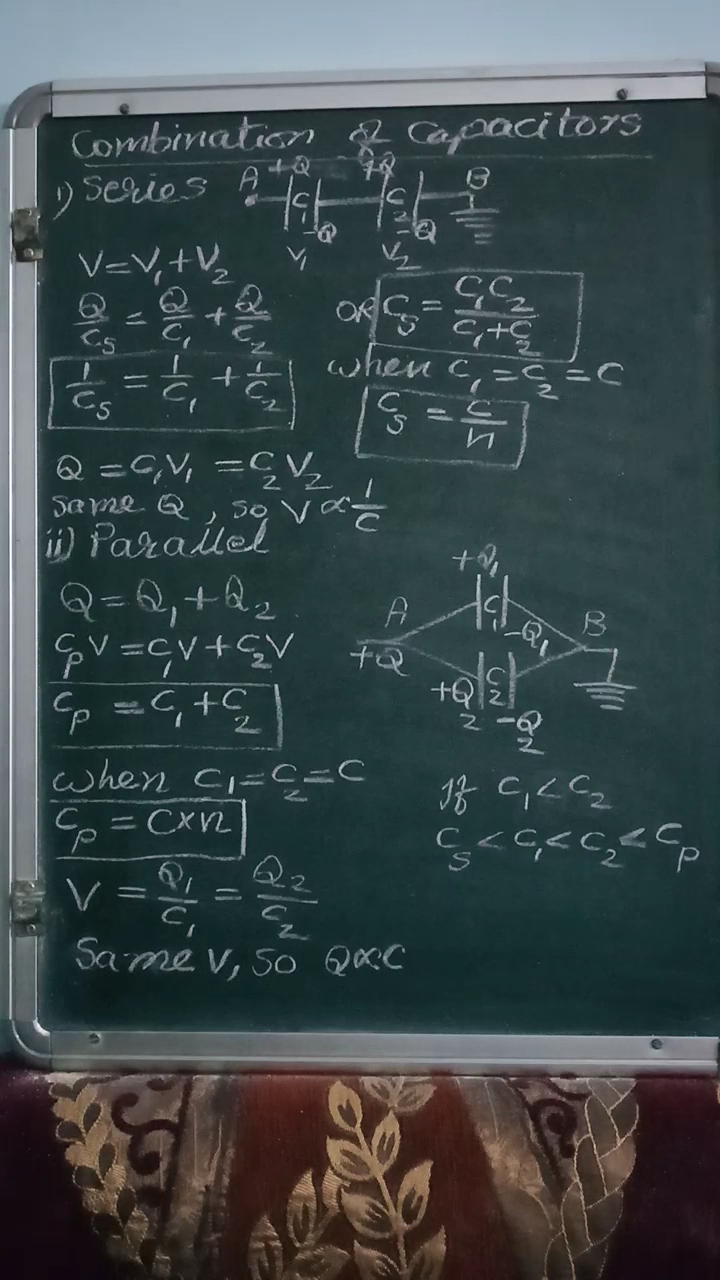 Combination of Capacitors
i) Series
A +Q +Q B
C₁ C₂
-Q -Q
V₁ V₂
V = V₁ + V₂
Q/Cs = Q/C₁ + Q/C₂
1/Cs = 1/C₁ + 1/C₂
OR Cs = C₁C₂/C₁+C₂
when C₁ = C₂ = C
Cs = C/n
Q = C₁V₁ = C₂V₂
Same Q, so V ∝ 1/C
ii) Parallel
Q = Q₁ + Q₂
CpV = C₁V + C₂V
Cp = C₁ + C₂
+Q₁
A C₁ B
-Q₁
+Q
+Q₂ C₂ -Q₂
when C₁ = C₂ = C
Cp = C×n
V = Q₁/C₁ = Q₂/C₂
Same V, so Q∝C
If C₁ < C₂
Cs < C₁ < C₂ < Cp